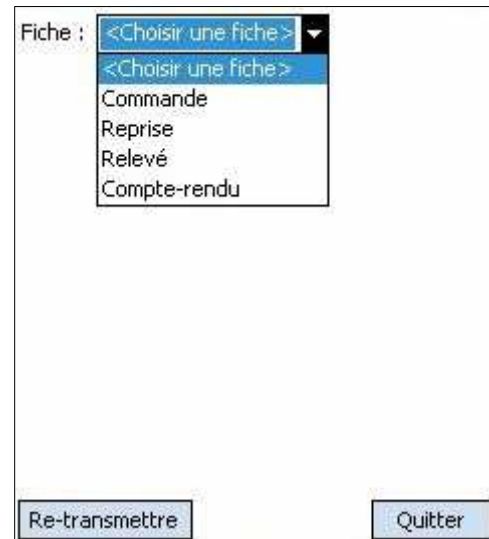 Fiche : <Choisir une fiche>
<Choisir une fiche>
Commande
Reprise
Relevé
Compte-rendu
Re-transmettre Quitter